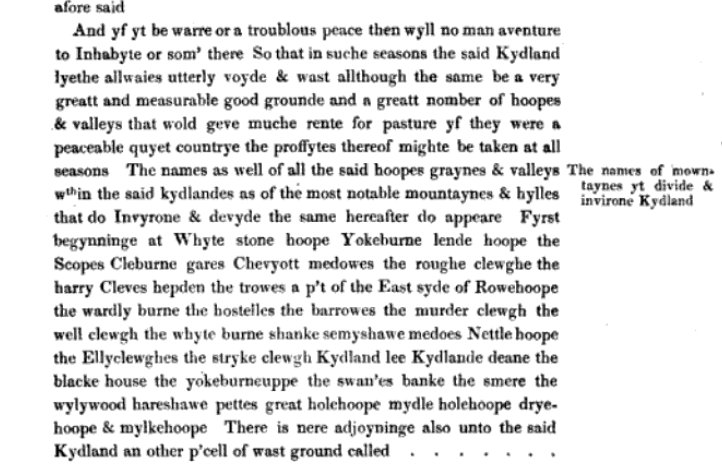 afore said
And yf yt be warre or a troublous peace then wyll no man aventure
to Inhabyte or som' there So that in suche seasons the said Kydland
lyethe allwaies utterly voyde & wast allthough the same be a very
greatt and measurable good grounde and a greatt nomber of hoopes
& valleys that wold geve muche rente for pasture yf they were a
peaceable quyet countrye the proffytes thereof mighte be taken at all
seasons The names as well of all the said hoopes graynes & valleys
wthin the said kydlandes as of the most notable mountaynes & hylles
that do Invyrone & devyde the same hereafter do appeare Fyrst
begynninge at Whyte stone hoope Yokeburne lende hoope the
Scopes Cleburne gares Chevyott medowes the roughe clewghe the
harry Cleves hepden the trowes a p't of the East syde of Rowehoope
the wardly burne the hostelles the barrowes the murder clewgh the
well clewgh the whyte burne shanke semyshawe medoes Nettle hoope
the Ellyclewghes the stryke clewgh Kydland lee Kydlande deane the
blacke house the yokeburneuppe the swan'es banke the smere the
wylywood hareshawe pettes great holehoope mydle holehoope drye-
hoope & mylkehoope There is nere adjoyninge also unto the said
Kydland an other p'cell of wast ground called . . . . . . .
The names of mown-
taynes yt divide &
invirone Kydland